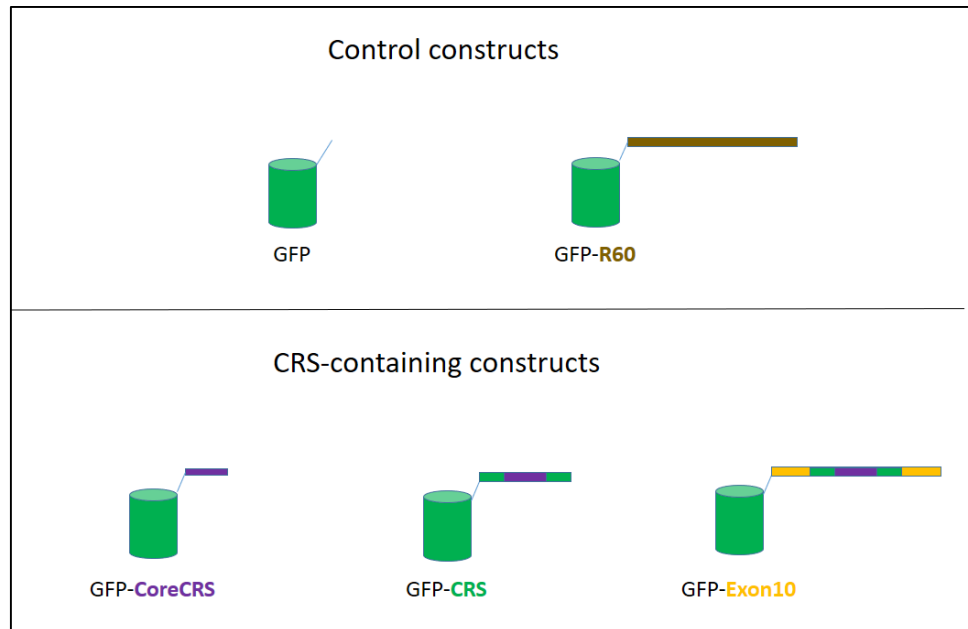 Control constructs
GFP
GFP-R60
CRS-containing constructs
GFP-CoreCRS
GFP-CRS
GFP-Exon10